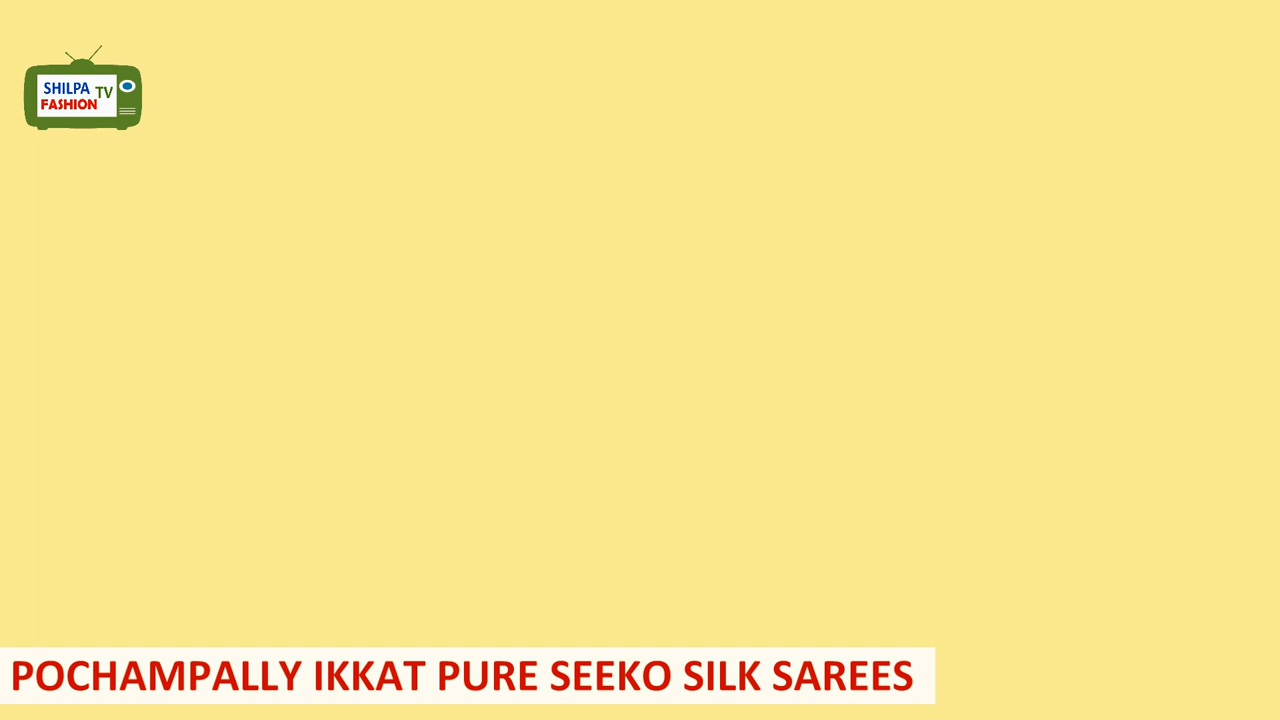 SHILPA TV
FASHION
POCHAMPALLY IKKAT PURE SEEKO SILK SAREES